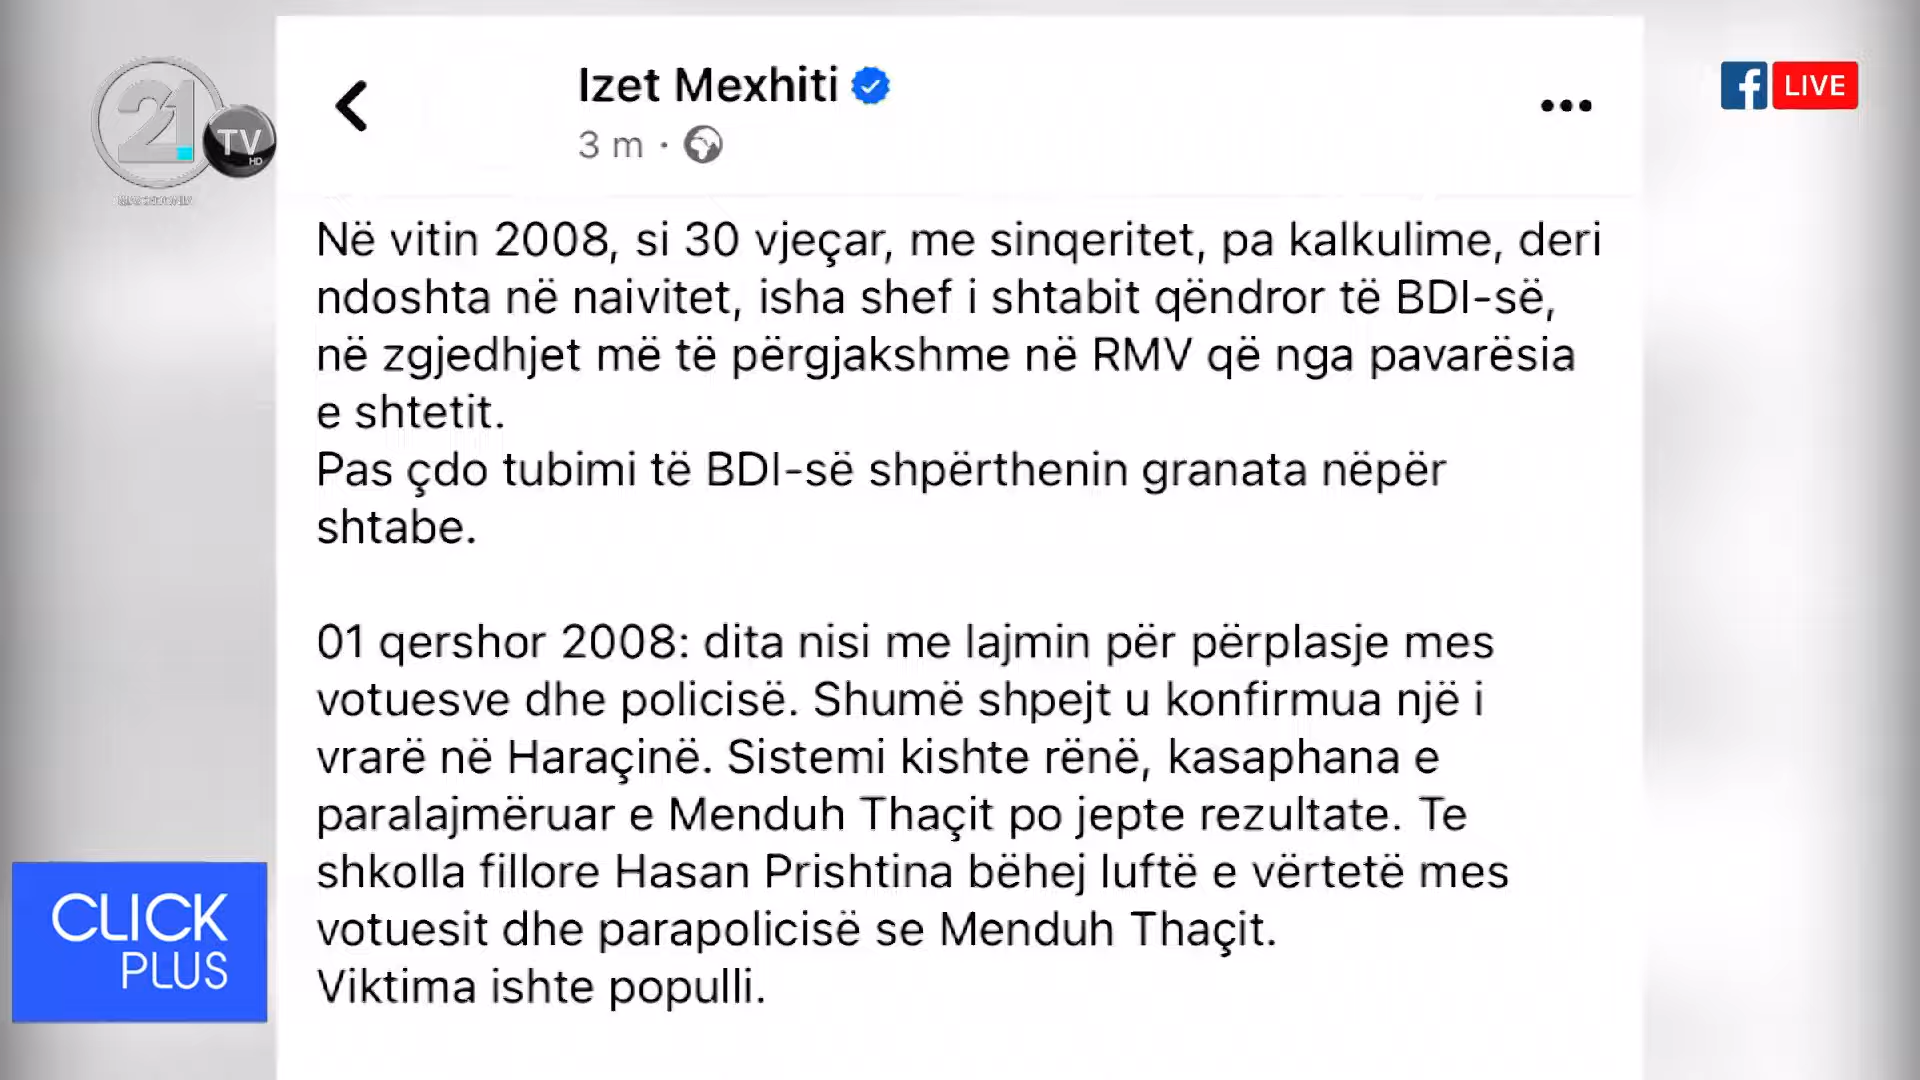 21
TV
HD
MACEDONIA
Izet Mexhiti
3 m
LIVE
Në vitin 2008, si 30 vjeçar, me sinqeritet, pa kalkulime, deri
ndoshta në naivitet, isha shef i shtabit qëndror të BDI-së,
në zgjedhjet më të përgjakshme në RMV që nga pavarësia
e shtetit.
Pas çdo tubimi të BDI-së shpërthenin granata nëpër
shtabe.
01 qershor 2008: dita nisi me lajmin për përplasje mes
votuesve dhe policisë. Shumë shpejt u konfirmua një i
vrarë në Haraçinë. Sistemi kishte rënë, kasaphana e
paralajmëruar e Menduh Thaçit po jepte rezultate. Te
shkolla fillore Hasan Prishtina bëhej luftë e vërtetë mes
votuesit dhe parapolicisë se Menduh Thaçit.
Viktima ishte populli.
CLICK
PLUS